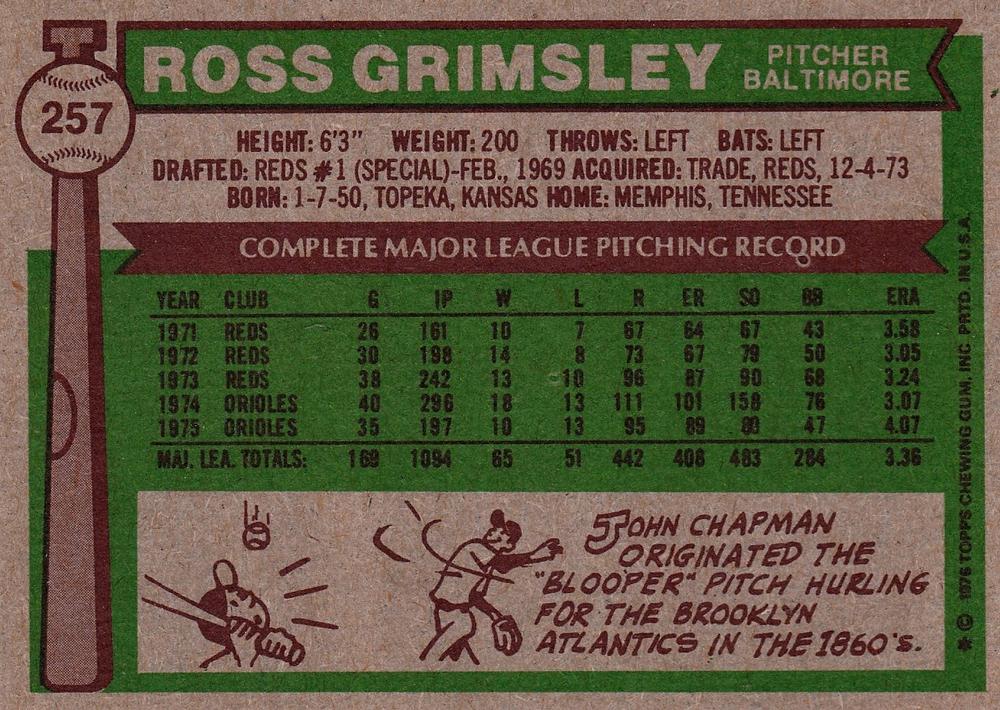 257
ROSS GRIMSLEY
PITCHER
BALTIMORE
HEIGHT: 6'3" WEIGHT: 200 THROWS: LEFT BATS: LEFT
DRAFTED: REDS #1 (SPECIAL)-FEB., 1969 ACQUIRED: TRADE, REDS, 12-4-73
BORN: 1-7-50, TOPEKA, KANSAS HOME: MEMPHIS, TENNESSEE
COMPLETE MAJOR LEAGUE PITCHING RECORD
YEAR CLUB G IP W L R ER SO BB ERA
1971 REDS 26 161 10 7 67 64 67 43 3.58
1972 REDS 30 198 14 8 73 67 79 50 3.05
1973 REDS 38 242 13 10 96 87 90 68 3.24
1974 ORIOLES 40 296 18 13 111 101 158 76 3.07
1975 ORIOLES 35 197 10 13 95 89 80 47 4.07
MAJ. LEA. TOTALS: 169 1094 65 51 442 408 483 284 3.36
JOHN CHAPMAN
ORIGINATED THE
"BLOOPER" PITCH HURLING
FOR THE BROOKLYN
ATLANTICS IN THE 1860's.
* © 1976 TOPPS CHEWING GUM, INC PRTD. IN U.S.A.